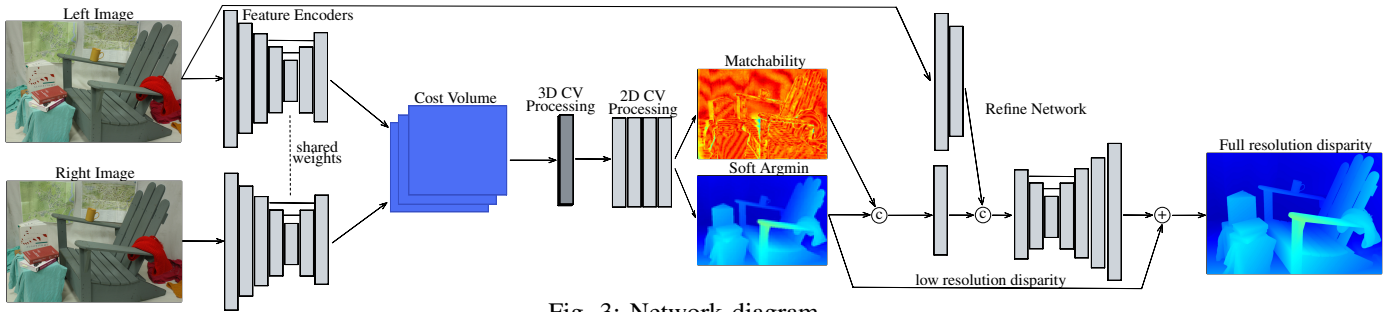 Left Image
Feature Encoders
shared
weights
Right Image
Cost Volume
3D CV
Processing
2D CV
Processing
Matchability
Soft Argmin
c
c
Refine Network
+
low resolution disparity
Full resolution disparity
Fig. 3: Network diagram